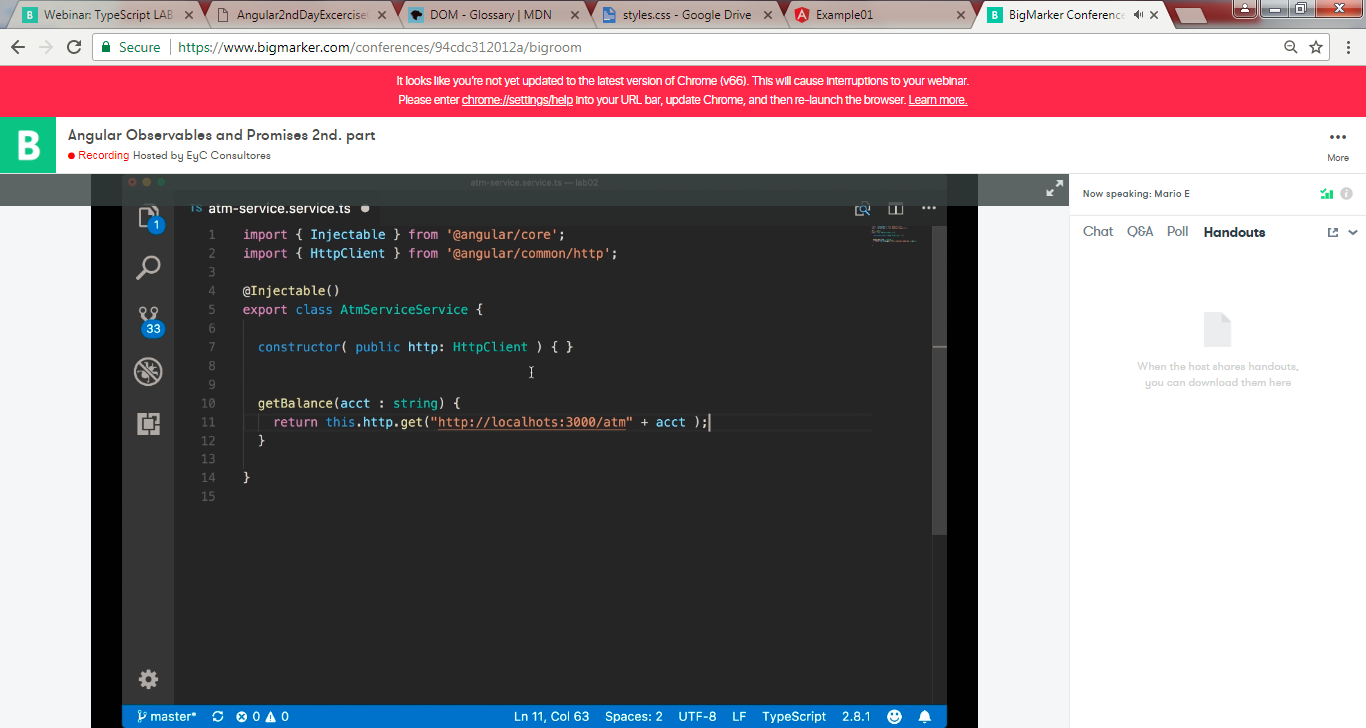 Webinar: TypeScript LAB
Angular2ndDayExcercise
DOM - Glossary | MDN
styles.css - Google Drive
Example01
BigMarker Conference
Secure
https://www.bigmarker.com/conferences/94cdc312012a/bigroom
It looks like you're not yet updated to the latest version of Chrome (v66). This will cause interruptions to your webinar.
Please enter chrome://settings/help into your URL bar, update Chrome, and then re-launch the browser. Learn more.
B
Angular Observables and Promises 2nd. part
Recording Hosted by EyC Consultores
More
atm-service.service.ts — lab02
Now speaking: Mario E
TS atm-service.service.ts
Chat Q&A Poll Handouts
1
33
1 import { Injectable } from '@angular/core';
2 import { HttpClient } from '@angular/common/http';
3
4 @Injectable()
5 export class AtmServiceService {
6
7 constructor( public http: HttpClient ) { }
8
9
10 getBalance(acct : string) {
11 return this.http.get("http://localhots:3000/atm" + acct );
12 }
13
14 }
15
When the host shares handouts,
you can download them here
master* 0 0 Ln 11, Col 63 Spaces: 2 UTF-8 LF TypeScript 2.8.1